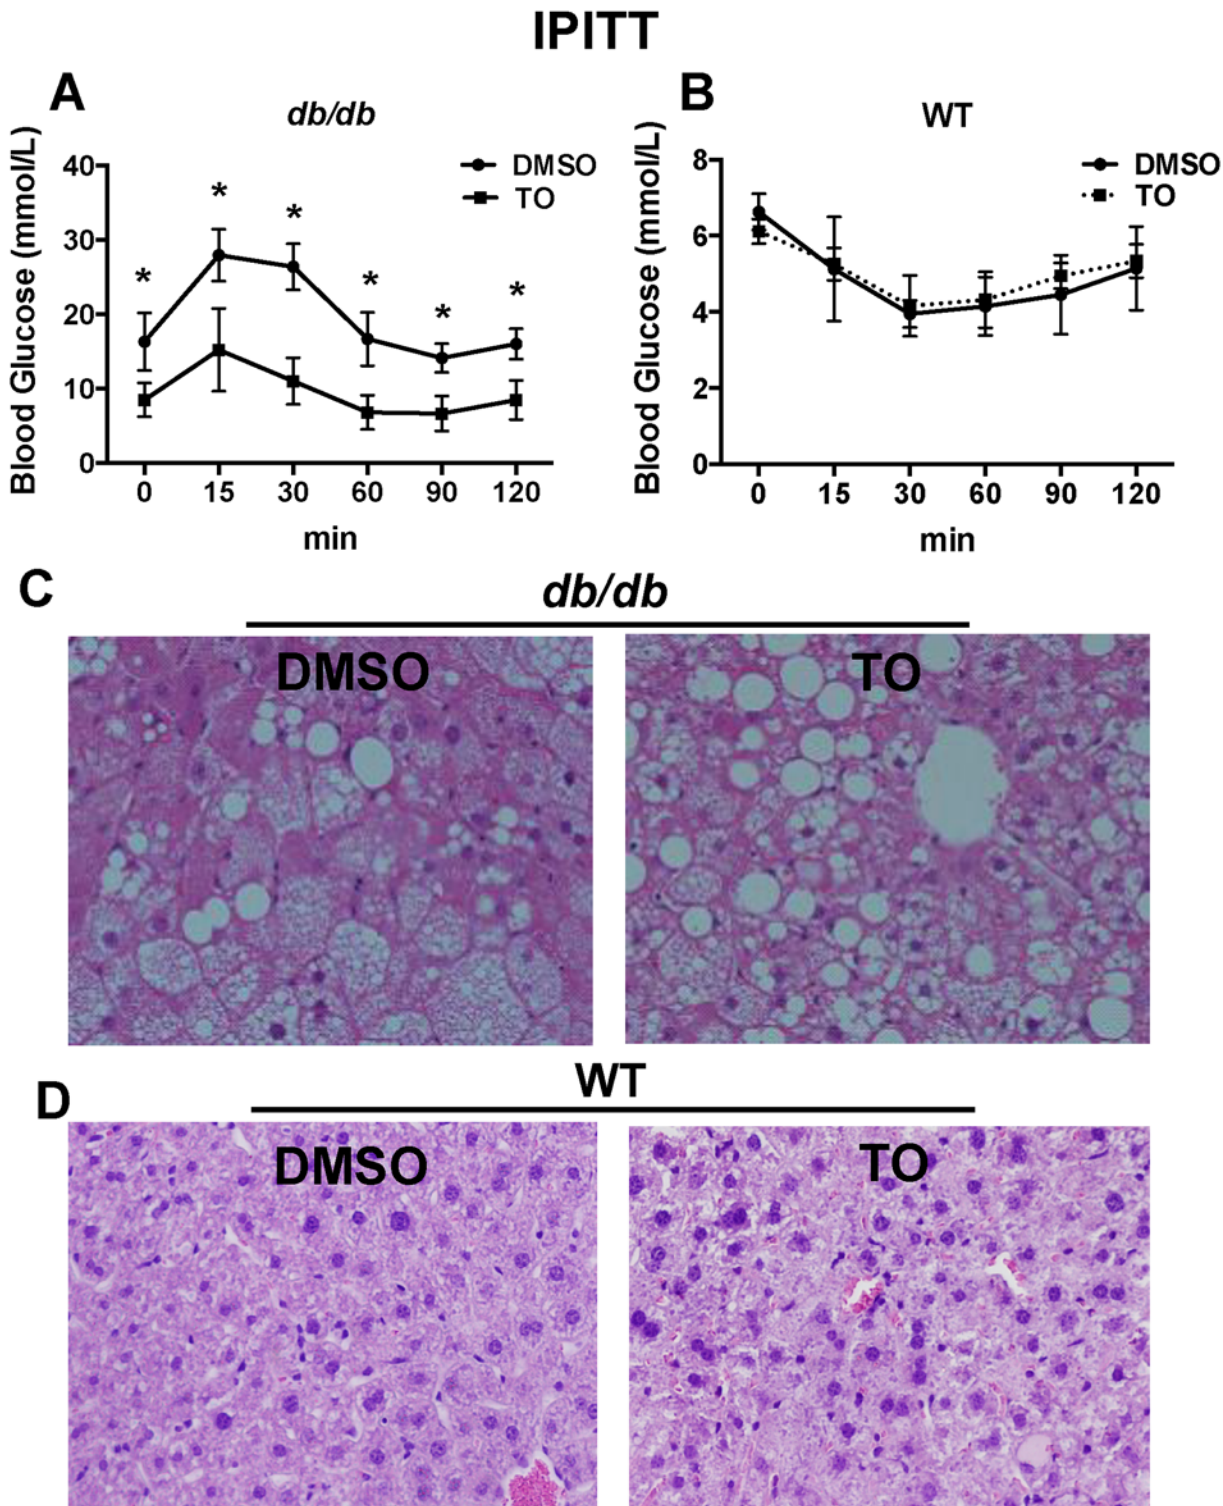 IPITT
A
db/db
Blood Glucose (mmol/L)
40
30
20
10
0
* * * * * *
DMSO
TO
0 15 30 60 90 120
min
B
WT
Blood Glucose (mmol/L)
8
6
4
2
0
DMSO
TO
0 15 30 60 90 120
min
C
db/db
DMSO TO
D
WT
DMSO TO